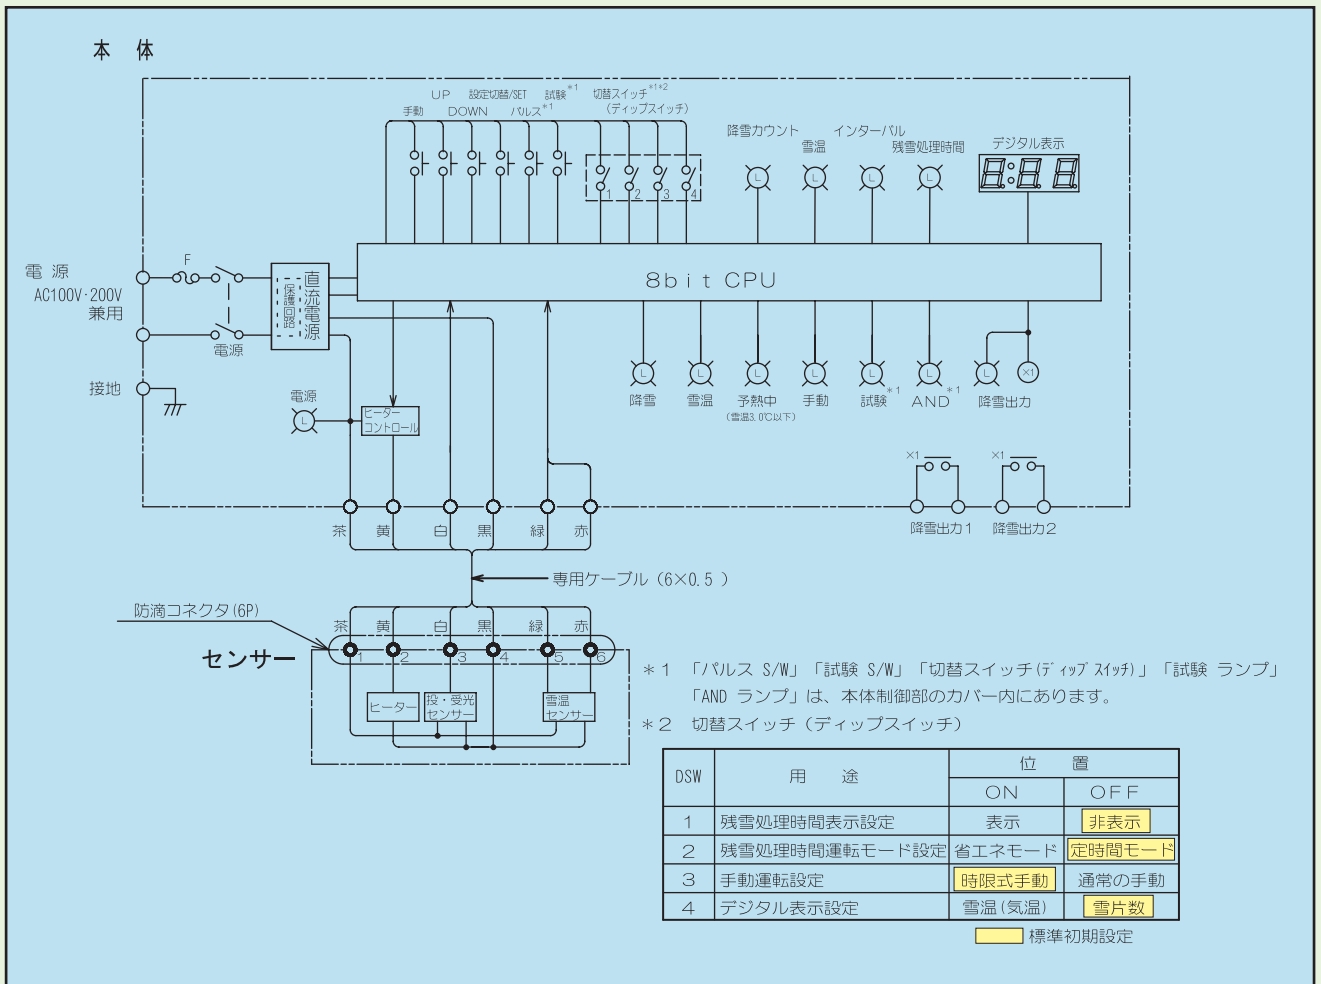 本 体
UP 設定切替/SET 試験*1 切替スイッチ*1*2
手動 DOWN パルス*1 (ディップスイッチ)
降雪カウント インターバル
雪温 残雪処理時間 デジタル表示
L L L L
1 2 3 4
電 源 F
AC100V·200V
兼用
直流電源
保護回路
8bit CPU
電源
接地
L L L L L L L ×1
降雪 雪温 予熱中 手動 試験*1 AND*1 降雪出力
(雪温3.0℃以下)
電源
L
ヒーター
コントロール
×1 ×1
茶 黄 白 黒 緑 赤 降雪出力1 降雪出力2
専用ケーブル (6×0.5 )
防滴コネクタ(6P)
茶 黄 白 黒 緑 赤
センサー 1 2 3 4 5 6
ヒーター
投・受光
センサー
雪温
センサー
*1 「パルス S/W」「試験 S/W」「切替スイッチ(ディップスイッチ)」「試験 ランプ」
「AND ランプ」は、本体制御部のカバー内にあります。
*2 切替スイッチ(ディップスイッチ)
DSW 用 途 位 置
ON OFF
1 残雪処理時間表示設定 表示 非表示
2 残雪処理時間運転モード設定 省エネモード 定時間モード
3 手動運転設定 時限式手動 通常の手動
4 デジタル表示設定 雪温(気温) 雪片数
標準初期設定